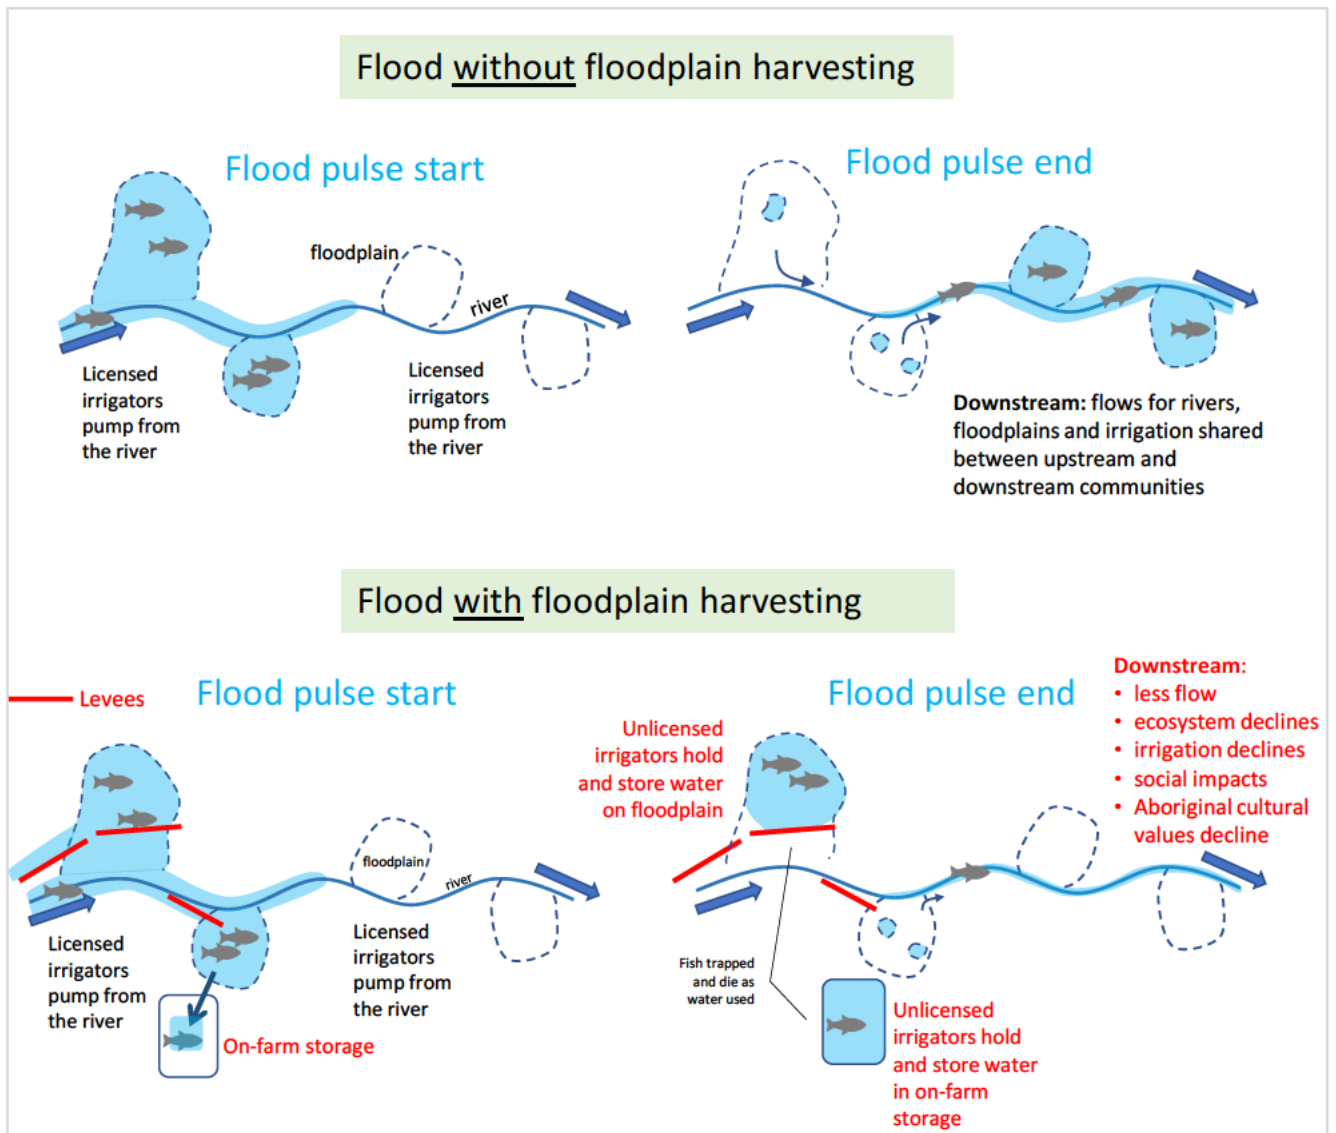 Flood without floodplain harvesting
Flood pulse start
floodplain
river
Licensed
irrigators
pump from
the river
Licensed
irrigators
pump from
the river
Flood pulse end
Downstream: flows for rivers,
floodplains and irrigation shared
between upstream and
downstream communities
Flood with floodplain harvesting
Levees
Flood pulse start
floodplain
river
Licensed
irrigators
pump from
the river
Licensed
irrigators
pump from
the river
On-farm storage
Flood pulse end
Unlicensed
irrigators hold
and store water
on floodplain
Downstream:
• less flow
• ecosystem declines
• irrigation declines
• social impacts
• Aboriginal cultural
values decline
Fish trapped
and die as
water used
Unlicensed
irrigators hold
and store water
in on-farm
storage